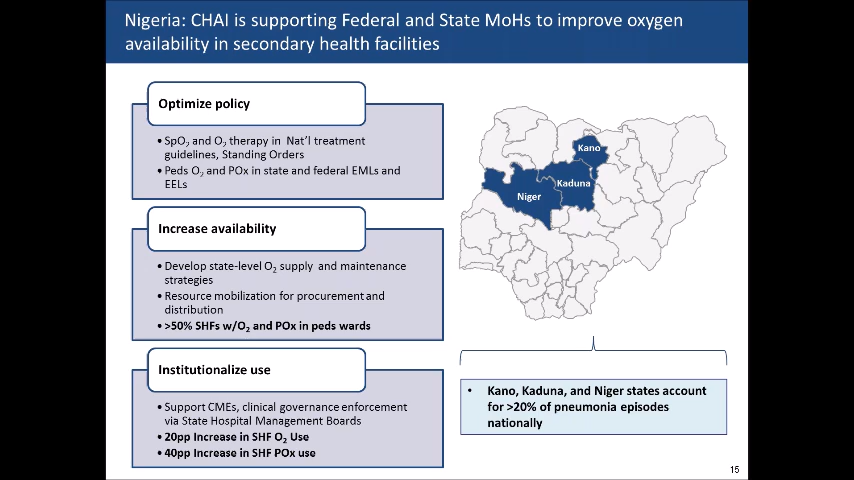 Nigeria: CHAI is supporting Federal and State MoHs to improve oxygen
availability in secondary health facilities
Optimize policy
• SpO₂ and O₂ therapy in Nat'l treatment
guidelines, Standing Orders
• Peds O₂ and POx in state and federal EMLs and
EELs
Increase availability
• Develop state-level O₂ supply and maintenance
strategies
• Resource mobilization for procurement and
distribution
• >50% SHFs w/O₂ and POx in peds wards
Institutionalize use
• Support CMEs, clinical governance enforcement
via State Hospital Management Boards
• 20pp Increase in SHF O₂ Use
• 40pp Increase in SHF POx use
Kano
Kaduna
Niger
• Kano, Kaduna, and Niger states account
for >20% of pneumonia episodes
nationally
15